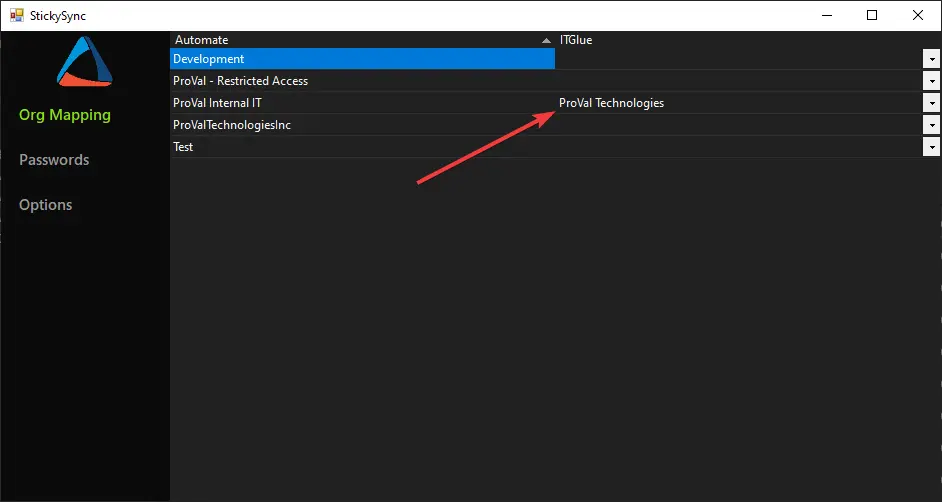 StickySync
Automate ITGlue
Org Mapping
Passwords
Options
Development
ProVal - Restricted Access
ProVal Internal IT ProVal Technologies
ProValTechnologiesInc
Test